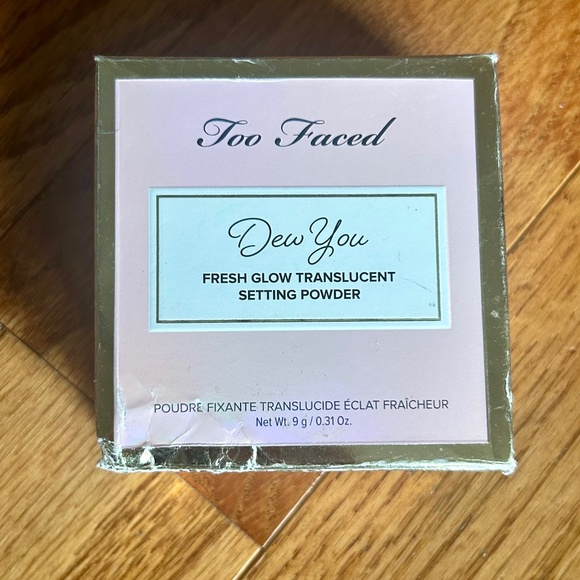 Too Faced
Dew You
FRESH GLOW TRANSLUCENT
SETTING POWDER
POUDRE FIXANTE TRANSLUCIDE ÉCLAT FRAÎCHEUR
Net Wt. 9 g / 0.31 Oz.